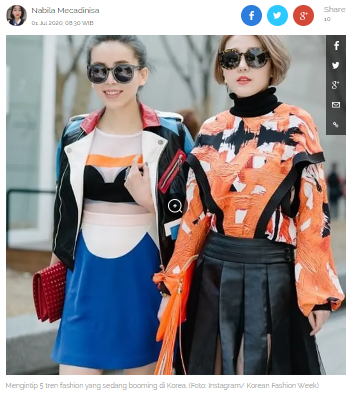 Nabila Mecadinisa
01 Jul 2020, 08:30 WIB
Share
10
Mengintip 5 tren fashion yang sedang booming di Korea. (Foto: Instagram/ Korean Fashion Week)